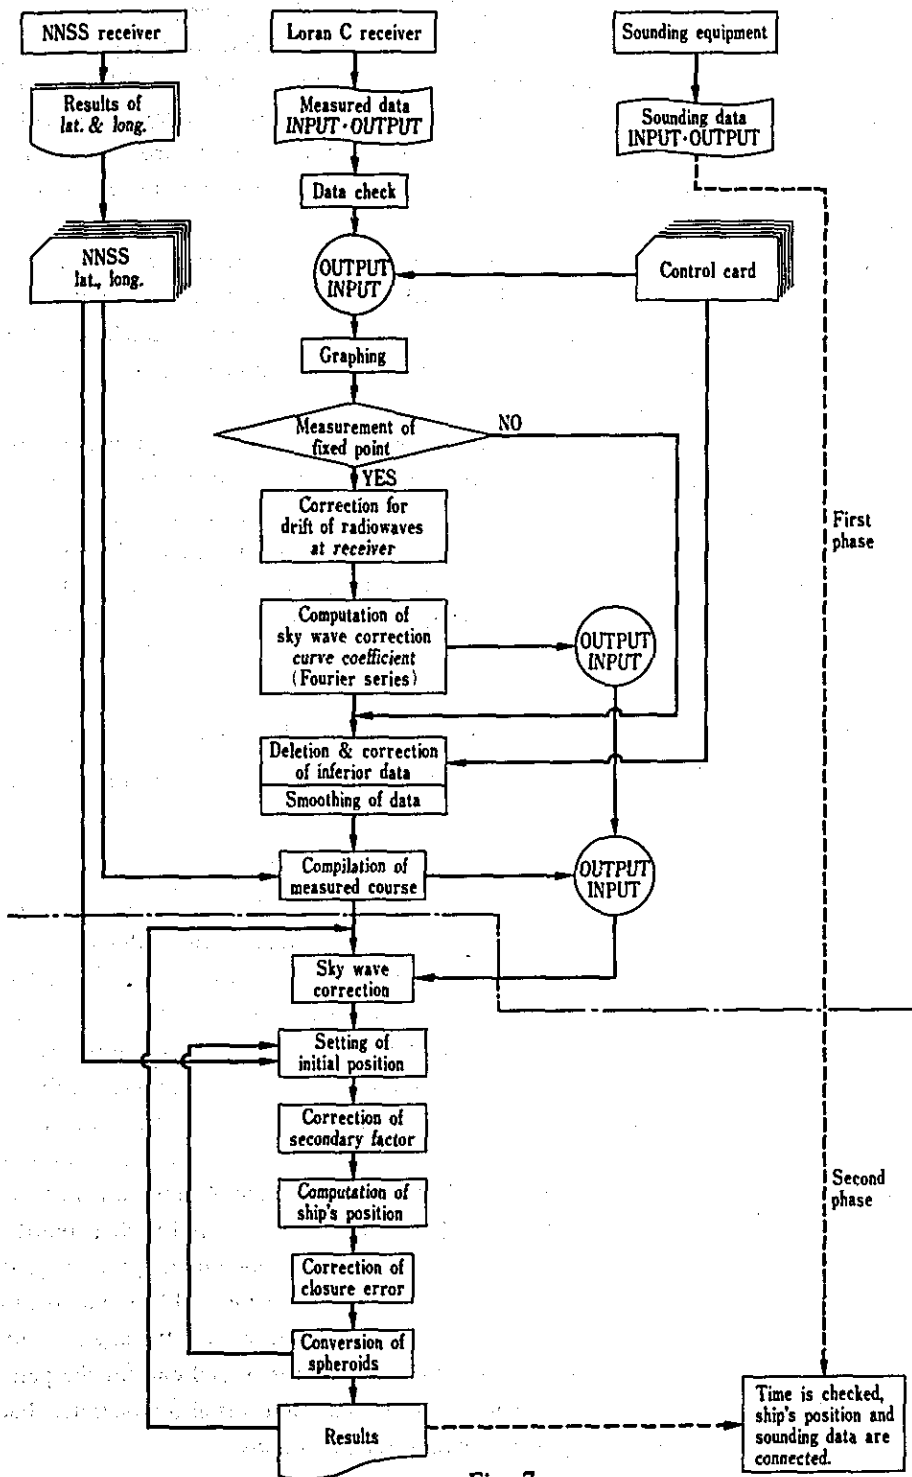 NNSS receiver
Loran C receiver
Sounding equipment
Results of
lat. & long.
Measured data
INPUT·OUTPUT
Sounding data
INPUT·OUTPUT
Data check
NNSS
lat., long.
OUTPUT
INPUT
Control card
Graphing
Measurement of
fixed point
NO
YES
Correction for
drift of radiowaves
at receiver
First
phase
Computation of
sky wave correction
curve coefficient
(Fourier series)
OUTPUT
INPUT
Deletion & correction
of inferior data
Smoothing of data
Compilation of
measured course
OUTPUT
INPUT
Sky wave
correction
Setting of
initial position
Correction of
secondary factor
Computation of
ship's position
Second
phase
Correction of
closure error
Conversion of
spheroids
Results
Time is checked,
ship's position and
sounding data are
connected.